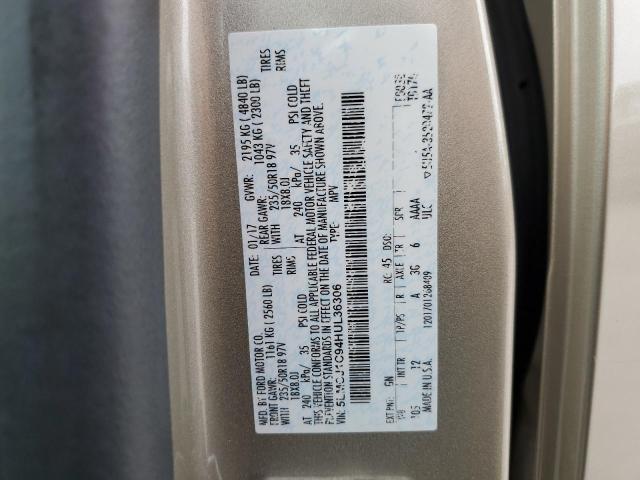 MFD. BY FORD MOTOR CO.
DATE: 01/17
GVWR: 2195 KG ( 4840 LB)
FRONT GAWR: 1161 KG ( 2560 LB)
REAR GAWR: 1043 KG ( 2300 LB)
WITH 235/50R18 97V TIRES
WITH 235/50R18 97V TIRES
18X8.0J RIMS
18X8.0J RIMS
AT 240 kPa/ 35 PSI COLD
AT 240 kPa/ 35 PSI COLD
THIS VEHICLE CONFORMS TO ALL APPLICABLE FEDERAL MOTOR VEHICLE SAFETY AND THEFT
PREVENTION STANDARDS IN EFFECT ON THE DATE OF MANUFACTURE SHOWN ABOVE.
VIN: 5LMCJ1C94HUL36306
TYPE: MPV
EXT PNT: RC: 45 DSO:
WB INT TR TP/PS R AXLE TR SPR
105 12 A 3G 6 AAAA
MADE IN U.S.A. ULC